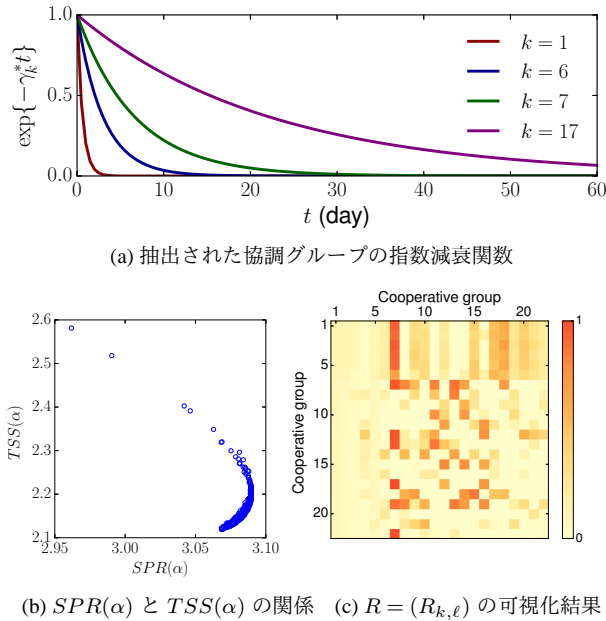 exp{−γ*ₖt}
1.0
0.5
0.0
0 10 20 30 40 50 60
t (day)
k = 1
k = 6
k = 7
k = 17
(a) 抽出された協調グループの指数減衰関数
TSS(α)
2.6
2.5
2.4
2.3
2.2
2.1
2.95 3.00 3.05 3.10
SPR(α)
Cooperative group
1 5 10 15 20
Cooperative group
1
5
10
15
20
1
0
(b) SPR(α) と TSS(α) の関係
(c) R = (Rₖ,ℓ) の可視化結果